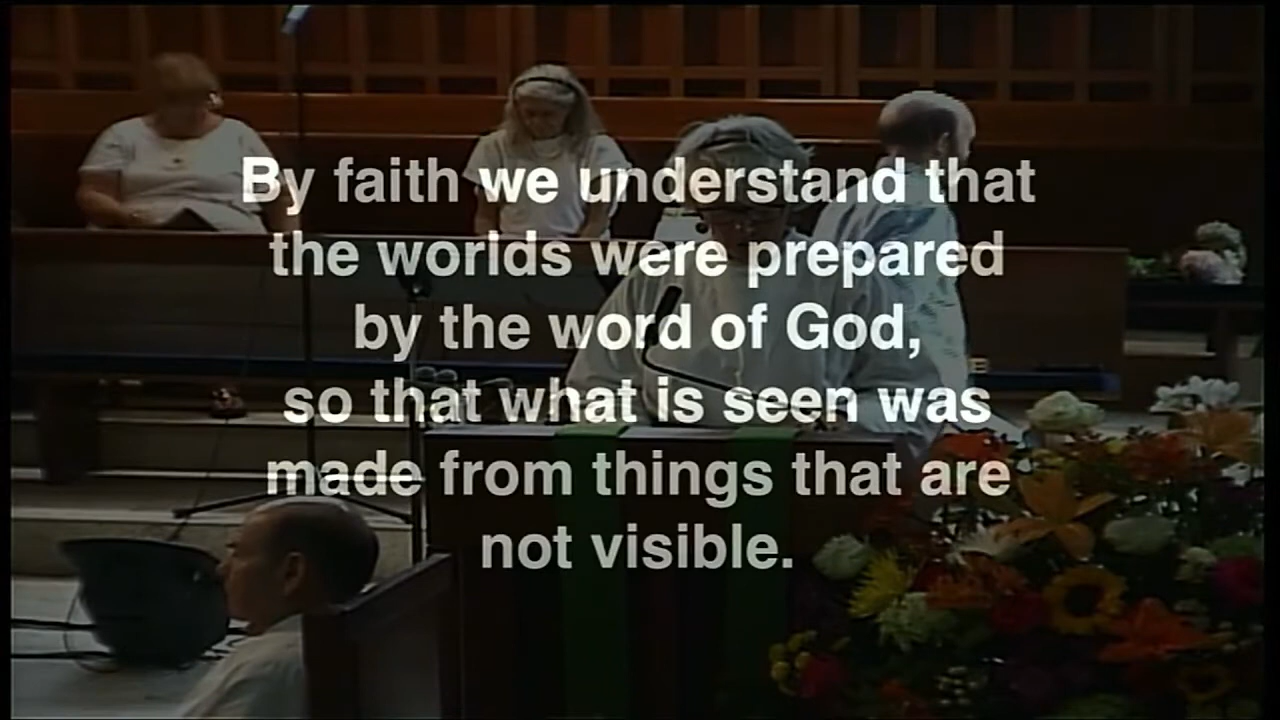 By faith we understand that
the worlds were prepared
by the word of God,
so that what is seen was
made from things that are
not visible.